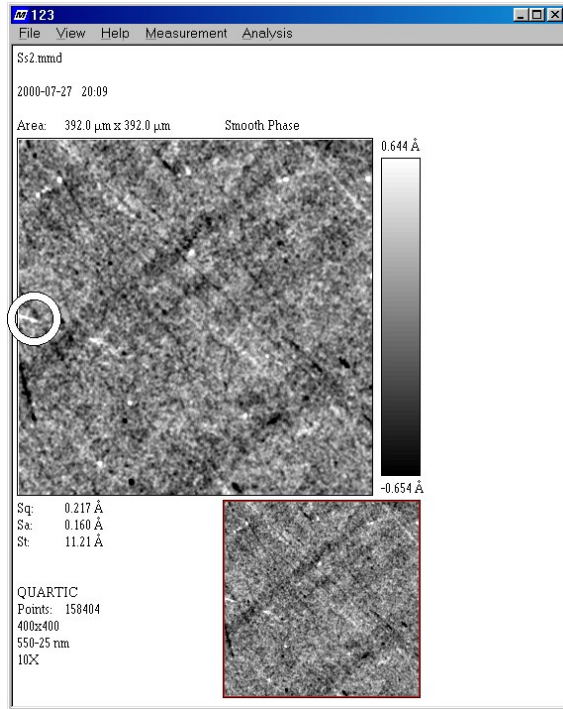 M 123
File View Help Measurement Analysis
Ss2.mmd
2000-07-27 20:09
Area: 392.0 µm x 392.0 µm Smooth Phase
0.644 Å
-0.654 Å
Sq: 0.217 Å
Sa: 0.160 Å
St: 11.21 Å
QUARTIC
Points: 158404
400x400
550-25 nm
10X